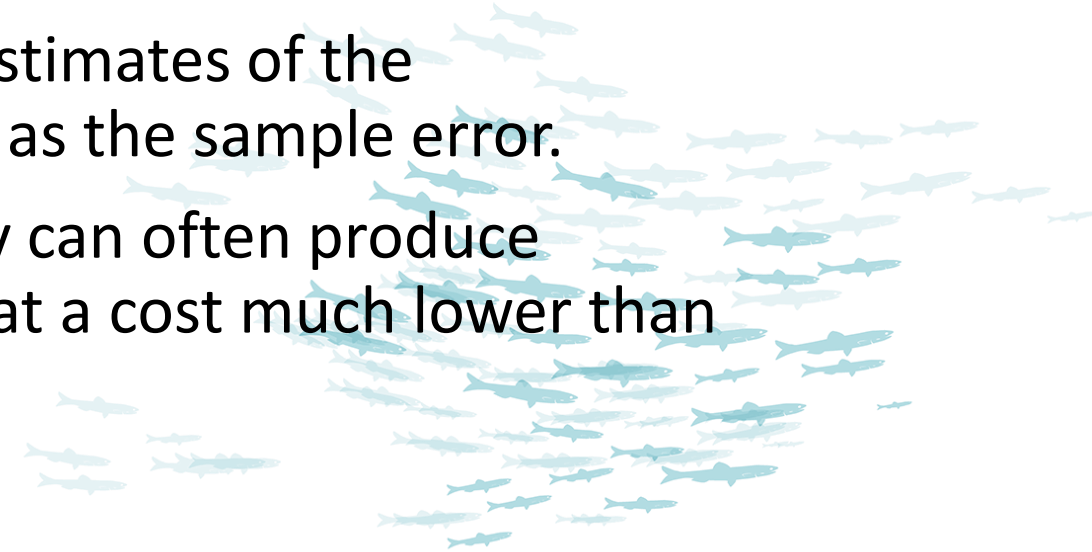 stimates of the
as the sample error.
can often produce
at a cost much lower than